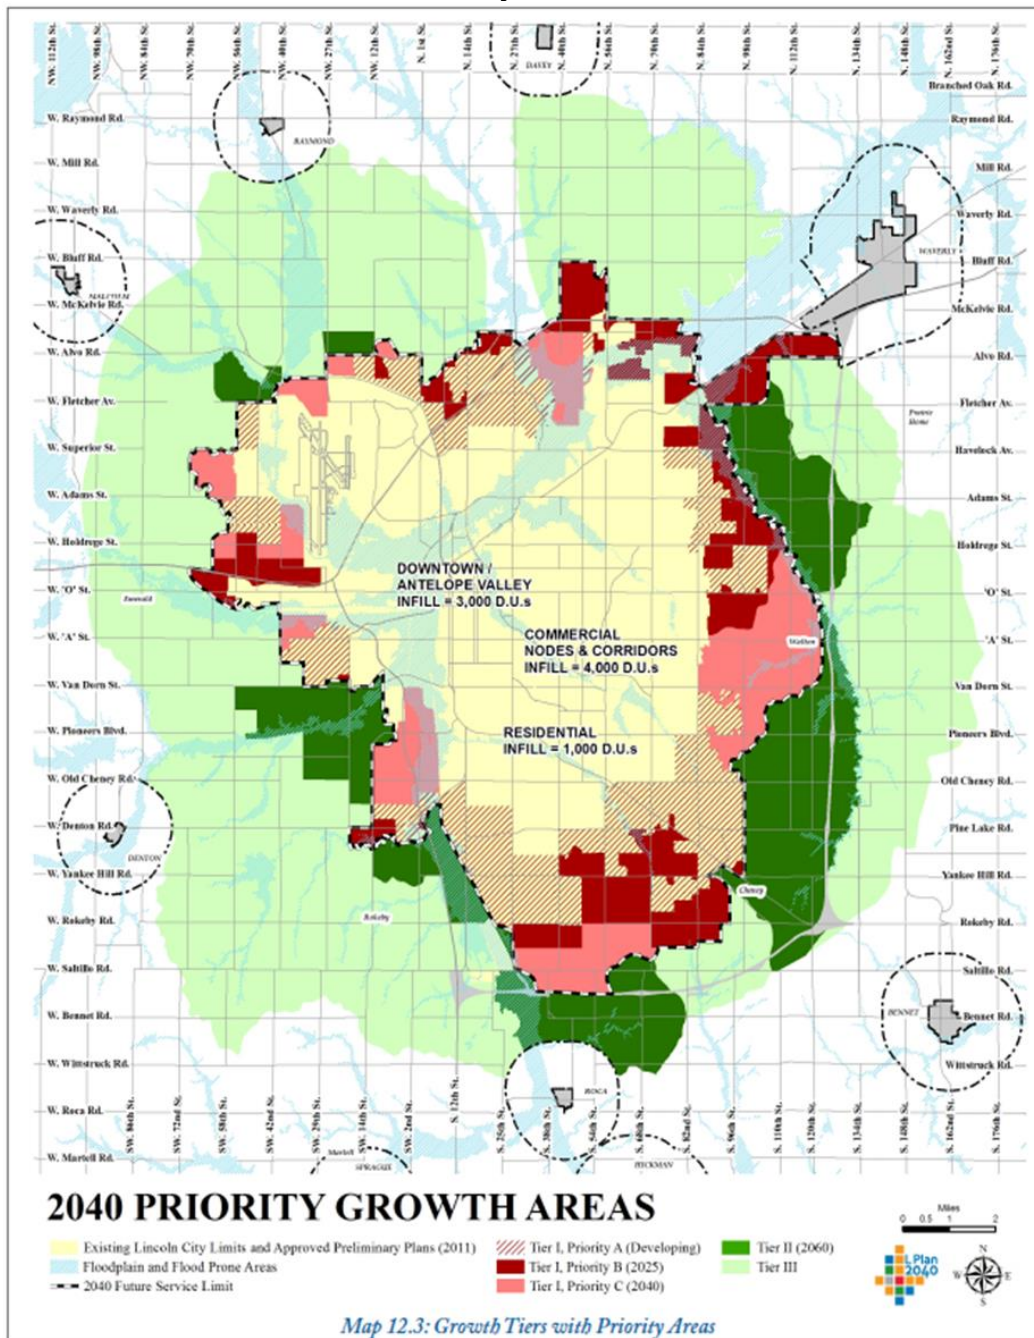 NW. 112th St.
NW. 98th St.
NW. 84th St.
NW. 70th St.
NW. 56th St.
NW. 40th St.
NW. 27th St.
NW. 12th St.
N. 1st St.
N. 14th St.
N. 27th St.
N. 40th St.
N. 56th St.
N. 70th St.
N. 84th St.
N. 98th St.
N. 112th St.
N. 134th St.
N. 148th St.
N. 162nd St.
N. 176th St.
DAVEY
Branched Oak Rd.
W. Raymond Rd.
RAYMOND
Raymond Rd.
W. Mill Rd.
Mill Rd.
W. Waverly Rd.
Waverly Rd.
WAVERLY
W. Bluff Rd.
Bluff Rd.
MALCOLM
W. McKelvie Rd.
McKelvie Rd.
W. Alvo Rd.
Alvo Rd.
W. Fletcher Av.
Fletcher Av.
Prairie
Home
W. Superior St.
Havelock Av.
W. Adams St.
Adams St.
W. Holdrege St.
Holdrege St.
DOWNTOWN /
ANTELOPE VALLEY
INFILL = 3,000 D.U.s
W. 'O' St.
'O' St.
Emerald
COMMERCIAL
NODES & CORRIDORS
INFILL = 4,000 D.U.s
W. 'A' St.
'A' St.
Walton
W. Van Dorn St.
Van Dorn St.
RESIDENTIAL
INFILL = 1,000 D.U.s
W. Pioneers Blvd.
Pioneers Blvd.
W. Old Cheney Rd.
Old Cheney Rd.
W. Denton Rd.
Pine Lake Rd.
DENTON
W. Yankee Hill Rd.
Yankee Hill Rd.
Cheney
W. Rokeby Rd.
Rokeby
Rokeby Rd.
W. Saltillo Rd.
Saltillo Rd.
W. Bennet Rd.
BENNET
Bennet Rd.
W. Wittstruck Rd.
Wittstruck Rd.
ROCA
W. Roca Rd.
W. Martell Rd.
Martell
SPRAGUE
HICKMAN
SW. 86th St.
SW. 72nd St.
SW. 58th St.
SW. 42nd St.
SW. 29th St.
SW. 14th St.
SW. 2nd St.
S. 12th St.
S. 25th St.
S. 38th St.
S. 54th St.
S. 68th St.
S. 82nd St.
S. 96th St.
S. 110th St.
S. 120th St.
S. 134th St.
S. 148th St.
S. 162nd St.
S. 176th St.
2040 PRIORITY GROWTH AREAS
Miles
0 0.5 1 2
Existing Lincoln City Limits and Approved Preliminary Plans (2011)
Floodplain and Flood Prone Areas
2040 Future Service Limit
Tier I, Priority A (Developing)
Tier I, Priority B (2025)
Tier I, Priority C (2040)
Tier II (2060)
Tier III
LPlan
2040
N
W E
S
Map 12.3: Growth Tiers with Priority Areas